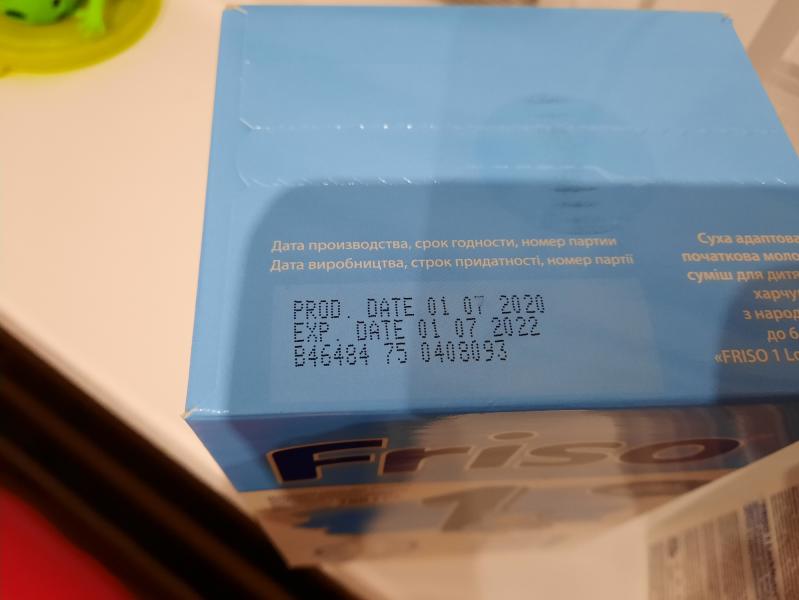 Дата производства, срок годности, номер партии
Дата виробництва, строк придатності, номер партії
PROD. DATE 01 07 2020
EXP. DATE 01 07 2022
B46484 75 0408093
Суха адаптова
початкова моло
суміш для дитя
харчу
з народ
до 6
«FRISO 1 Lo
Friso
1